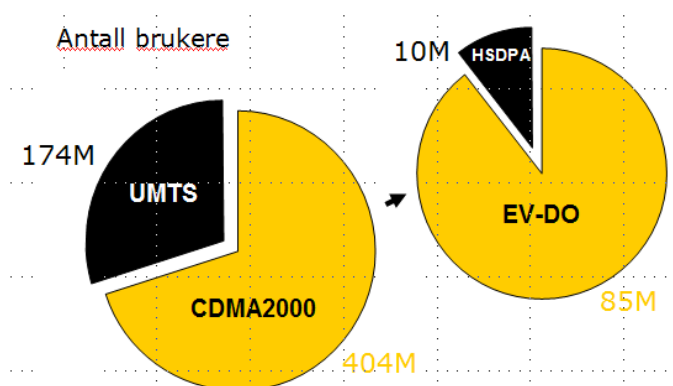 Antall brukere
174M
UMTS
CDMA2000
404M
10M
HSDPA
EV-DO
85M